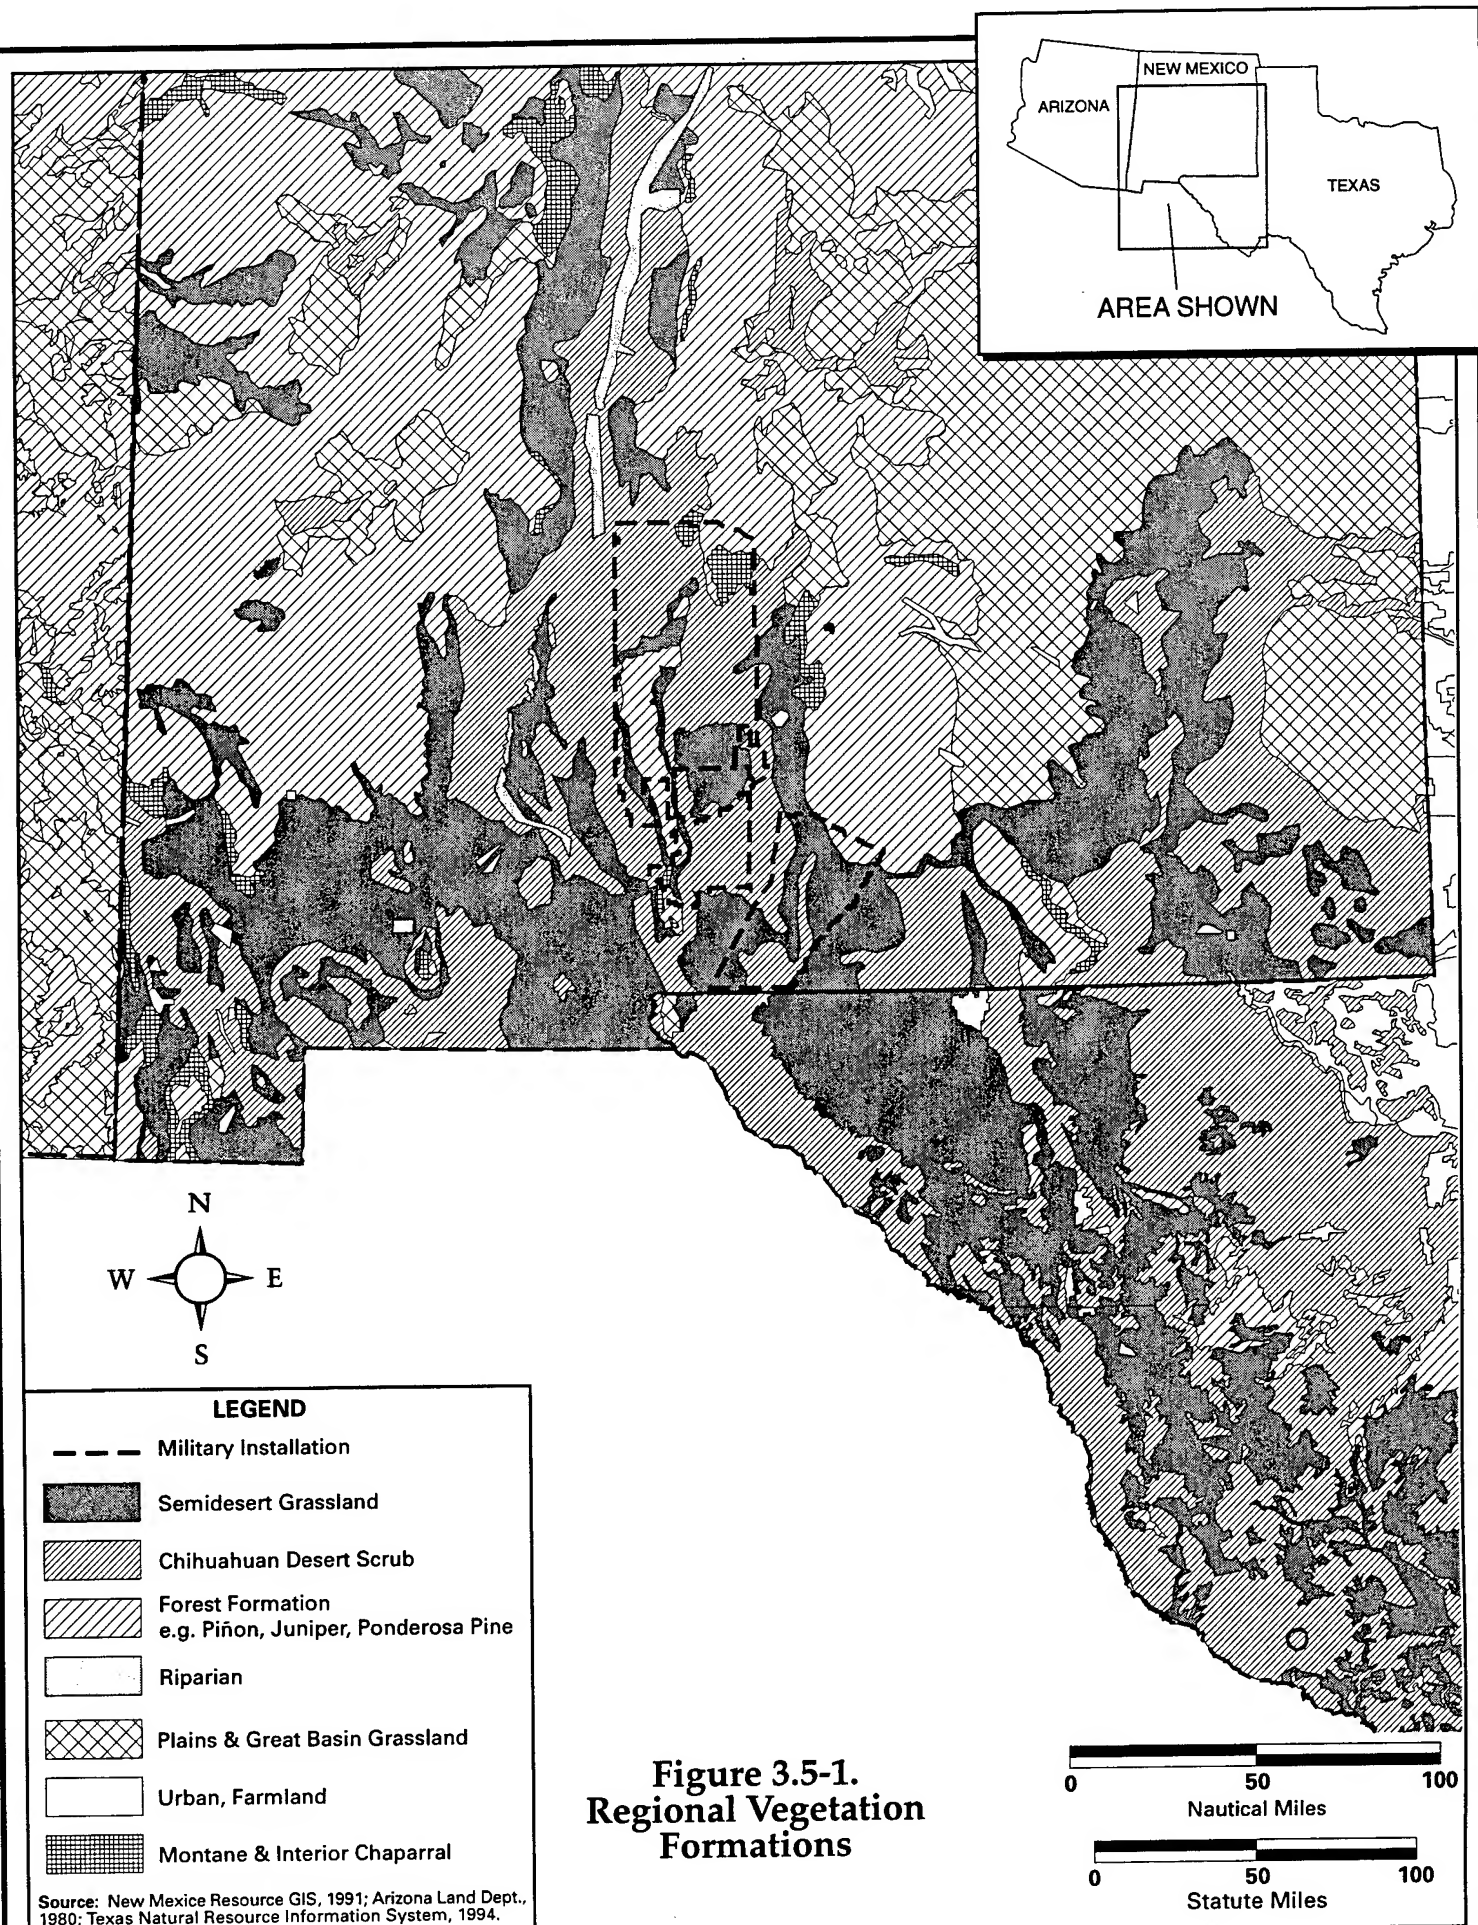 NEW MEXICO
ARIZONA
TEXAS
AREA SHOWN
N
W
E
S
LEGEND
Military Installation
Semidesert Grassland
Chihuahuan Desert Scrub
Forest Formation
e.g. Piñon, Juniper, Ponderosa Pine
Riparian
Plains & Great Basin Grassland
Urban, Farmland
Montane & Interior Chaparral
Source: New Mexice Resource GIS, 1991; Arizona Land Dept.,
1980; Texas Natural Resource Information System, 1994.
Figure 3.5-1.
Regional Vegetation
Formations
0 50 100
Nautical Miles
0 50 100
Statute Miles